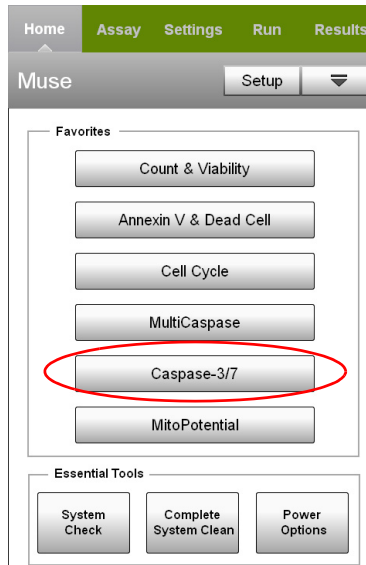 Home Assay Settings Run Results
Muse Setup
Favorites
Count & Viability
Annexin V & Dead Cell
Cell Cycle
MultiCaspase
Caspase-3/7
MitoPotential
Essential Tools
System Complete Power
Check System Clean Options